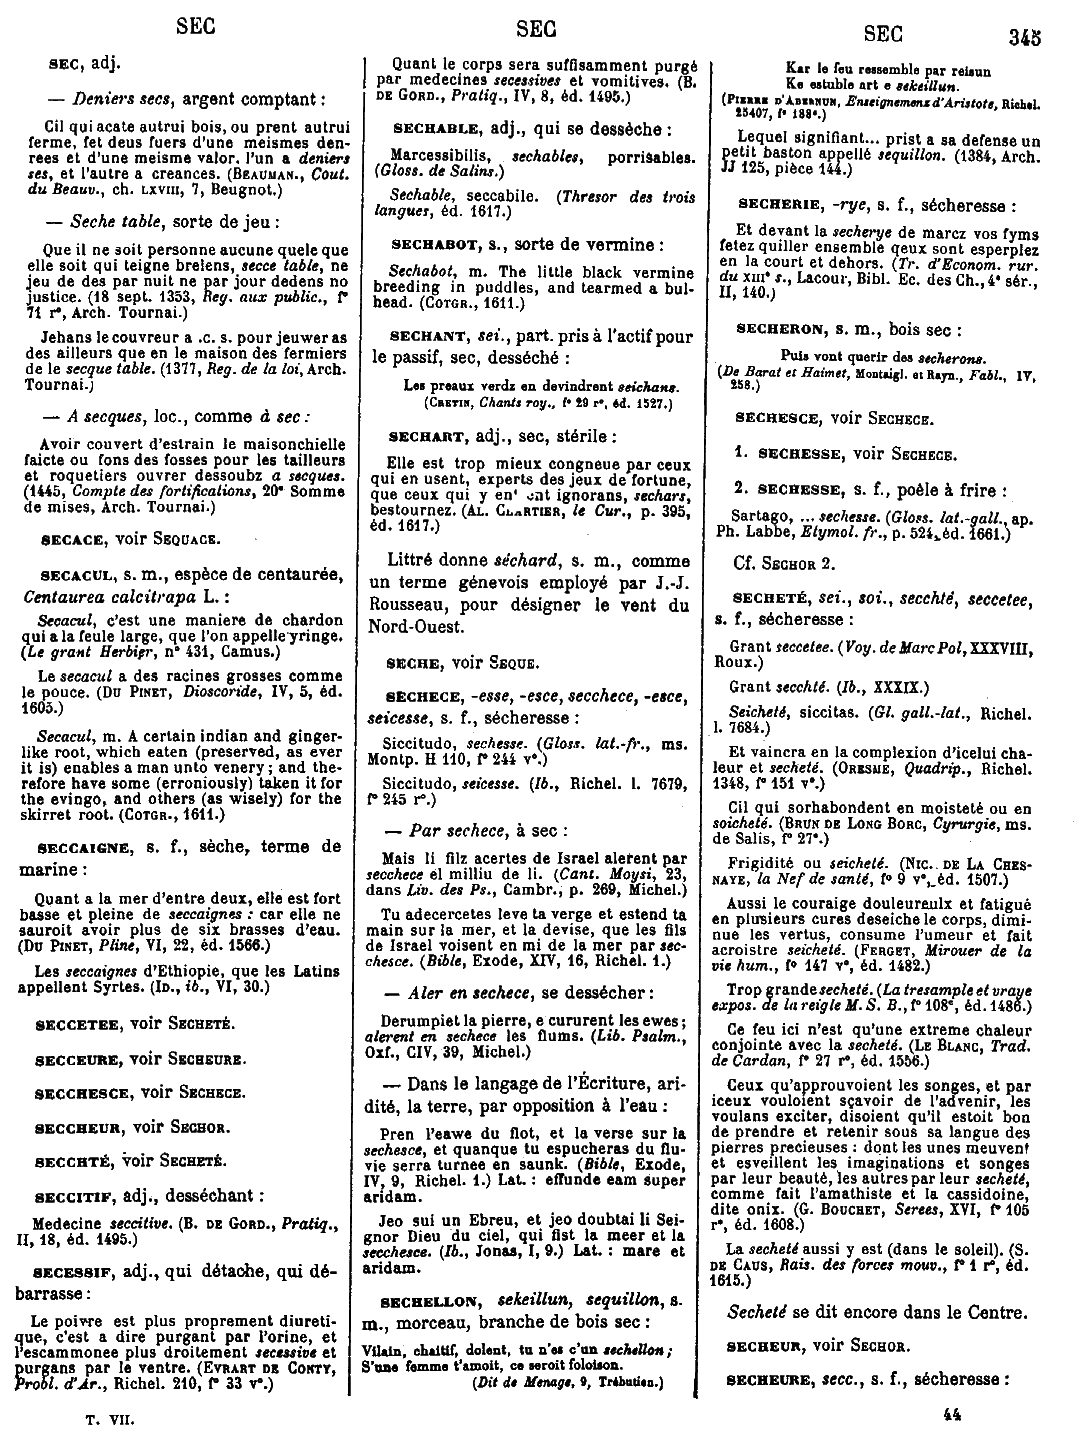 SEC
SEC, adj.
— Deniers secs, argent comptant :
Cil qui acate autrui bois, ou prent autrui
ferme, fet deus fuers d'une meismes den-
rees et d'une meisme valor. l'un a deniers
ses, et l'autre a creances. (BEAUMAN., Cout.
du Beauv., ch. LXVIII, 7, Beugnot.)
— Seche table, sorte de jeu :
Que il ne soit personne aucune quele que
elle soit qui teigne brelens, secce table, ne
jeu de des par nuit ne par jour dedens no
justice. (18 sept. 1353, Reg. aux public., f°
71 r°, Arch. Tournai.)
Jehans le couvreur a .c. s. pour jeuwer as
des ailleurs que en le maison des fermiers
de le secque table. (1377, Reg. de la loi, Arch.
Tournai.)
— A secques, loc., comme à sec :
Avoir couvert d'estrain le maisonchielle
faicte ou fons des fosses pour les tailleurs
et roquetiers ouvrer dessoubz a secques.
(1445, Compte des fortifications, 20° Somme
de mises, Arch. Tournai.)
SECACE, voir SEQUACE.
SECACUL, s. m., espèce de centaurée,
Centaurea calcitrapa L. :
Secacul, c'est une maniere de chardon
qui a la feule large, que l'on appelle yringe.
(Le grant Herbier, n° 431, Camus.)
Le secacul a des racines grosses comme
le pouce. (DU PINET, Dioscoride, IV, 5, éd.
1605.)
Secacul, m. A certain indian and ginger-
like root, which eaten (preserved, as ever
it is) enables a man unto venery ; and the-
refore have some (erroniously) taken it for
the evingo, and others (as wisely) for the
skirret root. (COTGR., 1611.)
SECCAIGNE, s. f., sèche, terme de
marine :
Quant a la mer d'entre deux, elle est fort
basse et pleine de seccaignes : car elle ne
sauroit avoir plus de six brasses d'eau.
(DU PINET, Pline, VI, 22, éd. 1566.)
Les seccaignes d'Ethiopie, que les Latins
appellent Syrtes. (ID., ib., VI, 30.)
SECCETEE, voir SECHETÉ.
SECCEURE, voir SECHEURE.
SECCHESCE, voir SECHECE.
SECCHEUR, voir SECHOR.
SECCHTÉ, voir SECHETÉ.
SECCITIF, adj., desséchant :
Medecine seccitive. (B. DE GORD., Pratiq.,
II, 18, éd. 1495.)
SECESSIF, adj., qui détache, qui dé-
barrasse :
Le poivre est plus proprement diureti-
que, c'est a dire purgant par l'orine, et
l'escammonee plus droitement secessive et
purgans par le ventre. (EVRART DE CONTY,
Probl. d'Ar., Richel. 210, f° 33 v°.)
T. VII.
SEC
Quant le corps sera suffisamment purgé
par medecines secessives et vomitives. (B.
DE GORD., Pratiq., IV, 8, éd. 1495.)
SECHABLE, adj., qui se dessèche :
Marcessibilis, sechables, porrisables.
(Gloss. de Salins.)
Sechable, seccabile. (Thresor des trois
langues, éd. 1617.)
SECHABOT, s., sorte de vermine :
Sechabot, m. The little black vermine
breeding in puddles, and tearmed a bul-
head. (COTGR., 1611.)
SECHANT, sei., part. pris à l'actif pour
le passif, sec, desséché :
Les preaux verdz en devindrent seichans.
(CRETIN, Chants roy., f° 29 r°, éd. 1527.)
SECHART, adj., sec, stérile :
Elle est trop mieux congneue par ceux
qui en usent, experts des jeux de fortune,
que ceux qui y en' ont ignorans, sechars,
bestournez. (AL. CHARTIER, le Cur., p. 395,
éd. 1617.)
Littré donne séchard, s. m., comme
un terme génevois employé par J.-J.
Rousseau, pour désigner le vent du
Nord-Ouest.
SECHE, voir SEQUE.
SECHECE, -esse, -esce, secchece, -esce,
seicesse, s. f., sécheresse :
Siccitudo, sechesse. (Gloss. lat.-fr., ms.
Montp. H 110, f° 244 v°.)
Siccitudo, seicesse. (Ib., Richel. l. 7679,
f° 245 r°.)
— Par sechece, à sec :
Mais li filz acertes de Israel alerent par
secchece el milliu de li. (Cant. Moysi, 23,
dans Liv. des Ps., Cambr., p. 269, Michel.)
Tu adecercetes leve ta verge et estend ta
main sur la mer, et la devise, que les fils
de Israel voisent en mi de la mer par sec-
chesce. (Bible, Exode, XIV, 16, Richel. 1.)
— Aler en sechece, se dessécher :
Derumpiet la pierre, e cururent les ewes ;
alerent en sechece les flums. (Lib. Psalm.,
Oxf., CIV, 39, Michel.)
— Dans le langage de l'Écriture, ari-
dité, la terre, par opposition à l'eau :
Pren l'eawe du flot, et la verse sur la
sechesce, et quanque tu espucheras du flu-
vie serra turnee en saunk. (Bible, Exode,
IV, 9, Richel. 1.) Lat. : effunde eam super
aridam.
Jeo sui un Ebreu, et jeo doubtai li Sei-
gnor Dieu du ciel, qui fist la meer et la
secchesce. (Ib., Jonas, I, 9.) Lat. : mare et
aridam.
SECHELLON, sekeillun, sequillon, s.
m., morceau, branche de bois sec :
Vilain, chaitif, dolent, tu n'es c'un sechellon ;
S'une femme t'amoit, ce seroit foloison.
(Dit de Menage, 9, Trébutien.)
SEC
345
Kar le feu ressemble par reisun
Ke estuble art e sekeillun.
(PIERRE D'ABERNUN, Enseignemenz d'Aristote, Richel.
25407, f° 188°.)
Lequel signifiant... prist a sa defense un
petit baston appellé sequillon. (1384, Arch.
JJ 125, pièce 144.)
SECHERIE, -rye, s. f., sécheresse :
Et devant la secherye de marcz vos fyms
fetez quiller ensemble qeux sont esperplez
en la court et dehors. (Tr. d'Econom. rur.
du XIII° s., Lacour, Bibl. Ec. des Ch., 4° sér.,
II, 140.)
SECHERON, s. m., bois sec :
Puis vont querir des secherons.
(De Barat et Haimet, Montaigl. et Rayn., Fabl., IV,
258.)
SECHESCE, voir SECHECE.
1. SECHESSE, voir SECHECE.
2. SECHESSE, s. f., poêle à frire :
Sartago, ... sechesse. (Gloss. lat.-gall., ap.
Ph. Labbe, Etymol. fr., p. 524, éd. 1661.)
Cf. SECHOR 2.
SECHETÉ, sei., soi., secchté, seccetee,
s. f., sécheresse :
Grant seccetee. (Voy. de Marc Pol, XXXVIII,
Roux.)
Grant secchté. (Ib., XXXIX.)
Seicheté, siccitas. (Gl. gall.-lat., Richel.
l. 7684.)
Et vaincra en la complexion d'icelui cha-
leur et secheté. (ORESME, Quadrip., Richel.
1348, f° 151 v°.)
Cil qui sorhabondent en moisteté ou en
soicheté. (BRUN DE LONG BORC, Cyrurgie, ms.
de Salis, f° 27°.)
Frigidité ou seicheté. (NIC. DE LA CHES-
NAYE, la Nef de santé, f° 9 v°, éd. 1507.)
Aussi le couraige douleureulx et fatigué
en plusieurs cures deseiche le corps, dimi-
nue les vertus, consume l'umeur et fait
acroistre seicheté. (FERGET, Mirouer de la
vie hum., f° 147 v°, éd. 1482.)
Trop grande secheté. (La tresample et vraye
expos. de la reigle M. S. B., f° 108°, éd. 1486.)
Ce feu ici n'est qu'une extreme chaleur
conjointe avec la secheté. (LE BLANC, Trad.
de Cardan, f° 27 r°, éd. 1556.)
Ceux qu'approuvoient les songes, et par
iceux vouloient sçavoir de l'advenir, les
voulans exciter, disoient qu'il estoit bon
de prendre et retenir sous sa langue des
pierres precieuses : dont les unes meuvent
et esveillent les imaginations et songes
par leur beauté, les autres par leur secheté,
comme fait l'amathiste et la cassidoine,
dite onix. (G. BOUCHET, Serees, XVI, f° 105
r°, éd. 1608.)
La secheté aussi y est (dans le soleil). (S.
DE CAUS, Rais. des forces mouv., f° 1 r°, éd.
1615.)
Secheté se dit encore dans le Centre.
SECHEUR, voir SECHOR.
SECHEURE, secc., s. f., sécheresse :
44